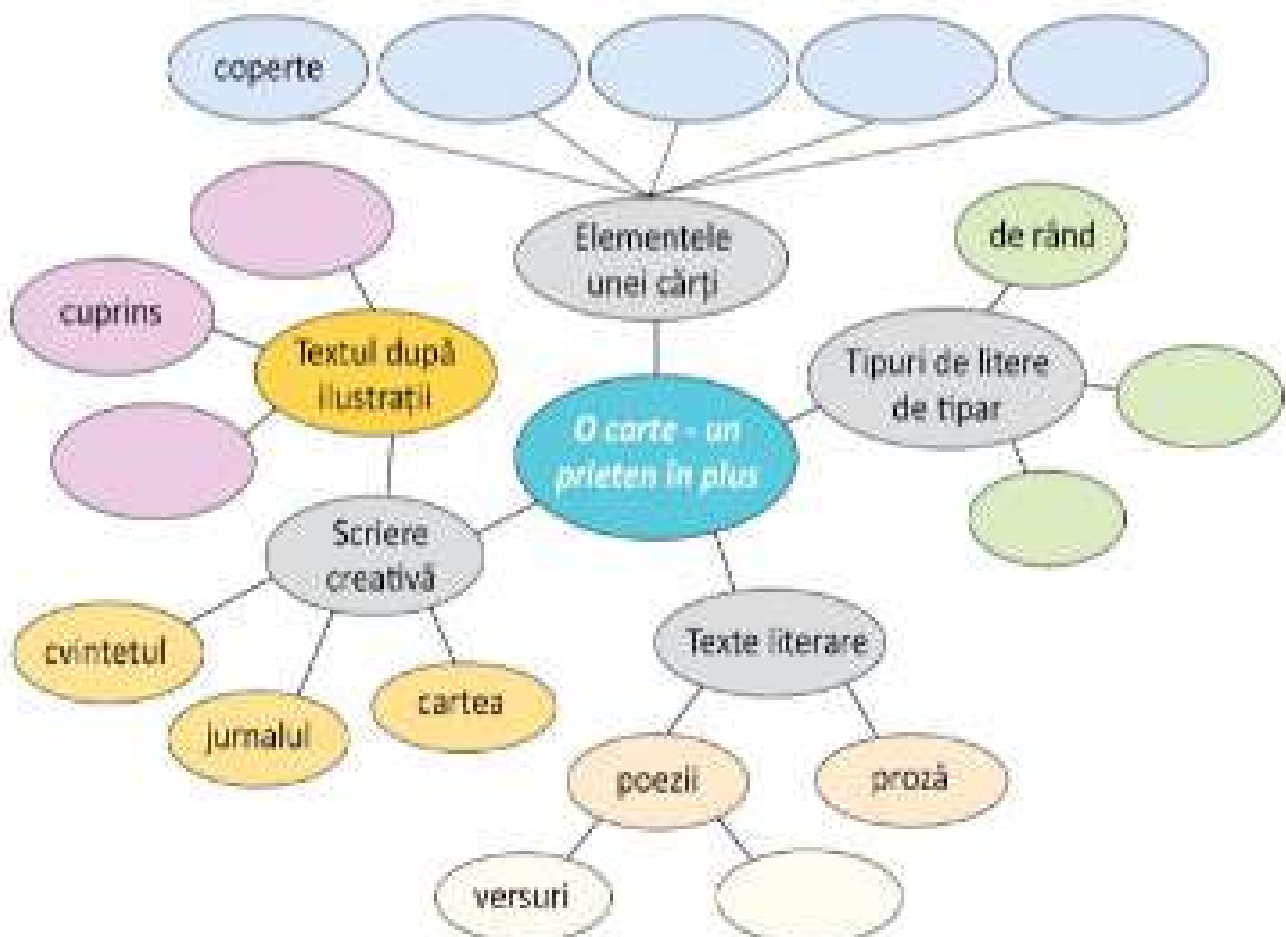 coperte
Elementele
unei cărți
de rând
cuprins
Textul după
ilustrații
Tipuri de litere
de tipar
O carte - un
prieten în plus
Scriere
creativă
cvintetul
jurnalul
cartea
Texte literare
poezii
proză
versuri